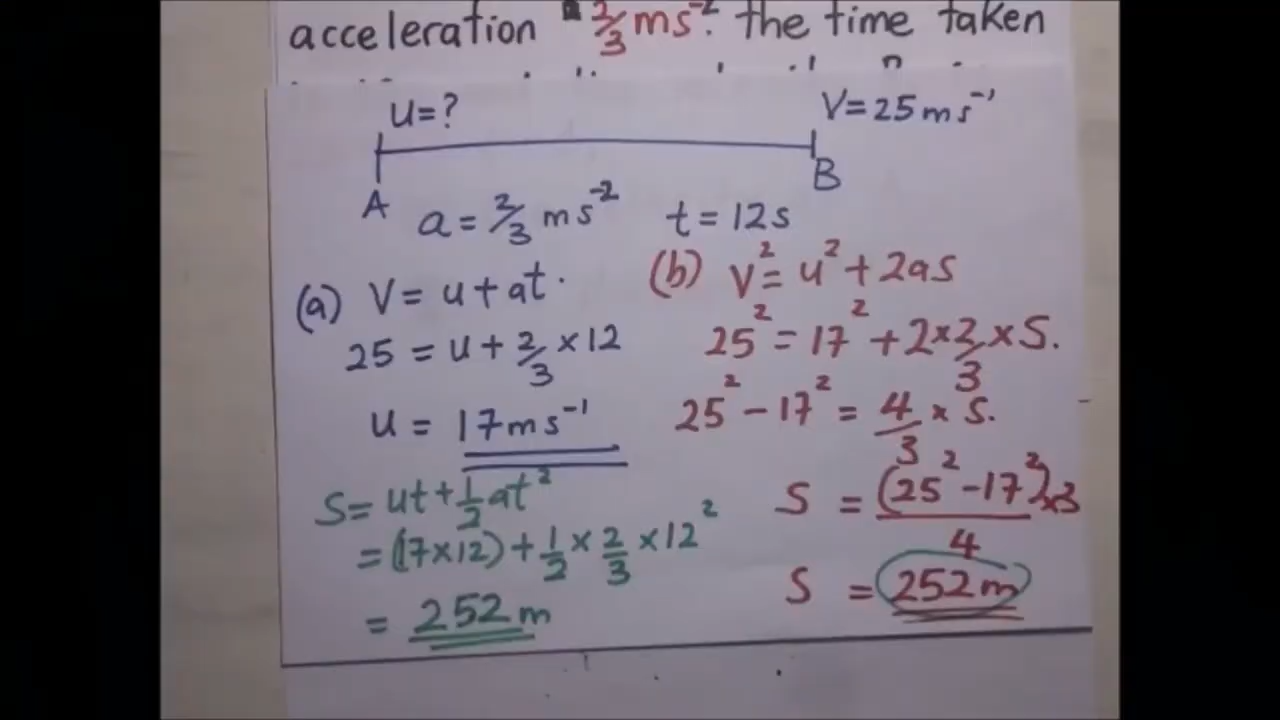 acceleration 2/3 ms⁻². the time taken
U=? V=25ms⁻¹
A B
a = 2/3 ms⁻² t = 12s
(a) V = u + at.
25 = u + 2/3 × 12
u = 17ms⁻¹
S = ut + 1/2 at²
= (17×12) + 1/2 × 2/3 × 12²
= 252m
(b) V² = u² + 2as
25² = 17² + 2 × 2/3 × S.
25² - 17² = 4/3 × S.
S = (25² - 17²)×3 / 4
S = 252m